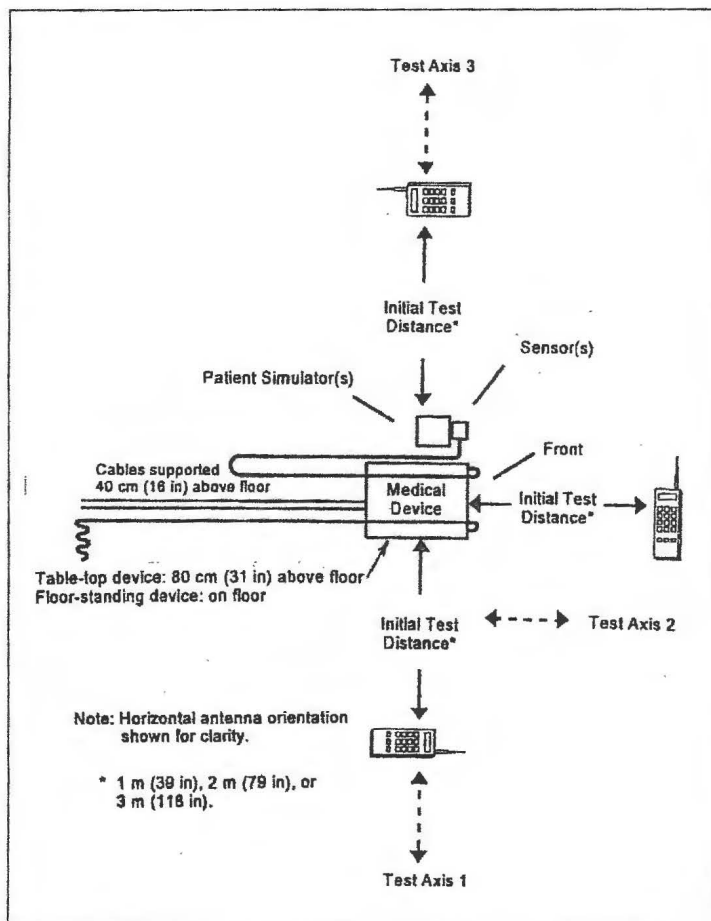 Test Axis 3
Initial Test
Distance*
Sensor(s)
Patient Simulator(s)
Front
Cables supported
40 cm (16 in) above floor
Medical
Device
Initial Test
Distance*
Table-top device: 80 cm (31 in) above floor
Floor-standing device: on floor
Initial Test
Distance*
Test Axis 2
Note: Horizontal antenna orientation
shown for clarity.
* 1 m (39 in), 2 m (79 in), or
3 m (118 in).
Test Axis 1